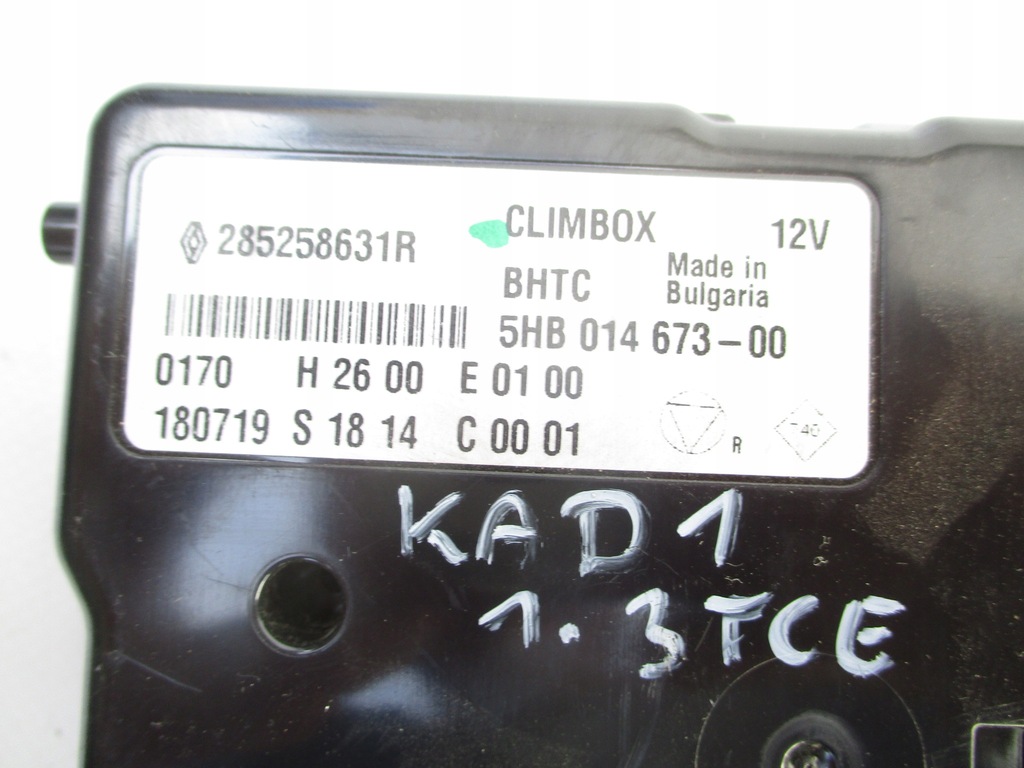 285258631R
CLIMBOX 12V
BHTC Made in
Bulgaria
5HB 014 673-00
0170 H 26 00 E 01 00
180719 S 18 14 C 00 01
R
40
KAD1
1.3TCE